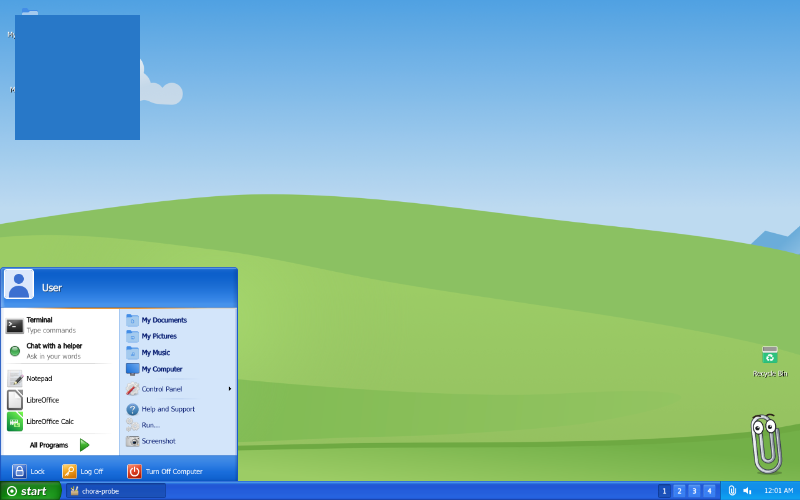 User
Terminal
Type commands
Chat with a helper
Ask in your words
Notepad
LibreOffice
LibreOffice Calc
All Programs
My Documents
My Pictures
My Music
My Computer
Control Panel
Help and Support
Run...
Screenshot
Lock
Log Off
Turn Off Computer
Recycle Bin
start
chora-probe
1 2 3 4
12:01 AM